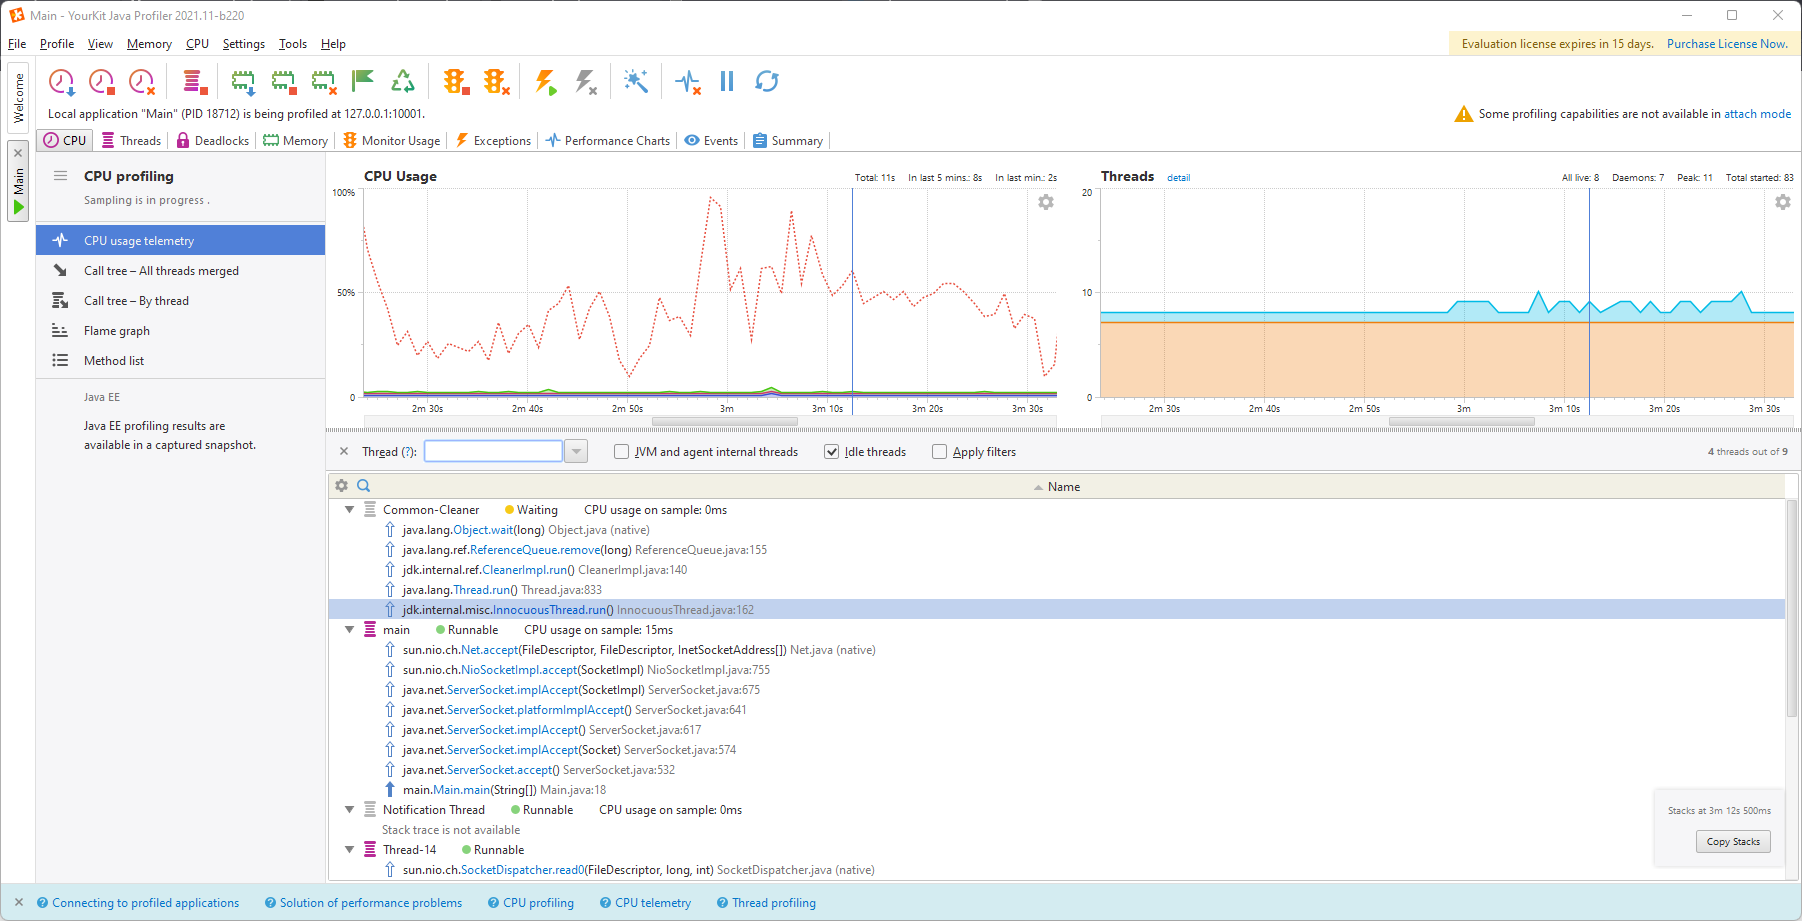 Main - YourKit Java Profiler 2021.11-b220
File Profile View Memory CPU Settings Tools Help
Evaluation license expires in 15 days. Purchase License Now.
Welcome
Main
Local application "Main" (PID 18712) is being profiled at 127.0.0.1:10001.
Some profiling capabilities are not available in attach mode
CPU Threads Deadlocks Memory Monitor Usage Exceptions Performance Charts Events Summary
CPU profiling
Sampling is in progress .
CPU usage telemetry
Call tree – All threads merged
Call tree – By thread
Flame graph
Method list
Java EE
Java EE profiling results are
available in a captured snapshot.
CPU Usage
Total: 11s In last 5 mins.: 8s In last min.: 2s
100%
50%
0
2m 30s 2m 40s 2m 50s 3m 3m 10s 3m 20s 3m 30s
Threads detail
All live: 8 Daemons: 7 Peak: 11 Total started: 83
20
10
0
2m 30s 2m 40s 2m 50s 3m 3m 10s 3m 20s 3m 30s
Thread (?): JVM and agent internal threads Idle threads Apply filters
4 threads out of 9
Name
Common-Cleaner Waiting CPU usage on sample: 0ms
java.lang.Object.wait(long) Object.java (native)
java.lang.ref.ReferenceQueue.remove(long) ReferenceQueue.java:155
jdk.internal.ref.CleanerImpl.run() CleanerImpl.java:140
java.lang.Thread.run() Thread.java:833
jdk.internal.misc.InnocuousThread.run() InnocuousThread.java:162
main Runnable CPU usage on sample: 15ms
sun.nio.ch.Net.accept(FileDescriptor, FileDescriptor, InetSocketAddress[]) Net.java (native)
sun.nio.ch.NioSocketImpl.accept(SocketImpl) NioSocketImpl.java:755
java.net.ServerSocket.implAccept(SocketImpl) ServerSocket.java:675
java.net.ServerSocket.platformImplAccept() ServerSocket.java:641
java.net.ServerSocket.implAccept() ServerSocket.java:617
java.net.ServerSocket.implAccept(Socket) ServerSocket.java:574
java.net.ServerSocket.accept() ServerSocket.java:532
main.Main.main(String[]) Main.java:18
Notification Thread Runnable CPU usage on sample: 0ms
Stack trace is not available
Thread-14 Runnable
sun.nio.ch.SocketDispatcher.read0(FileDescriptor, long, int) SocketDispatcher.java (native)
Stacks at 3m 12s 500ms
Copy Stacks
Connecting to profiled applications Solution of performance problems CPU profiling CPU telemetry Thread profiling